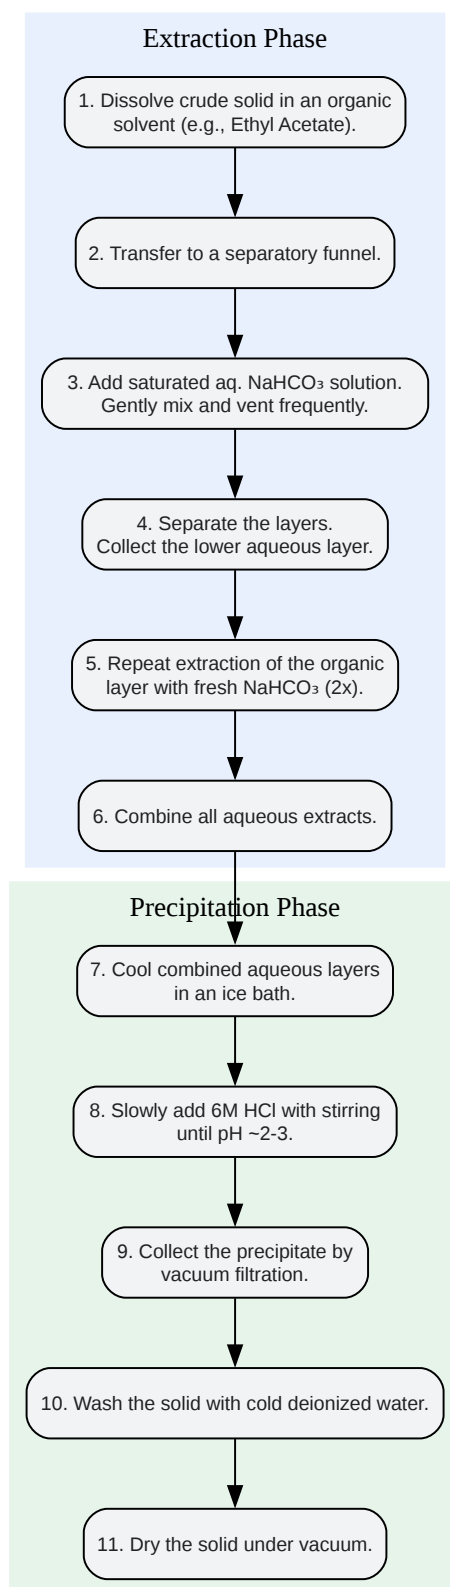 Extraction Phase
1. Dissolve crude solid in an organic
solvent (e.g., Ethyl Acetate).
2. Transfer to a separatory funnel.
3. Add saturated aq. NaHCO₃ solution.
Gently mix and vent frequently.
4. Separate the layers.
Collect the lower aqueous layer.
5. Repeat extraction of the organic
layer with fresh NaHCO₃ (2x).
6. Combine all aqueous extracts.
Precipitation Phase
7. Cool combined aqueous layers
in an ice bath.
8. Slowly add 6M HCl with stirring
until pH ~2-3.
9. Collect the precipitate by
vacuum filtration.
10. Wash the solid with cold deionized water.
11. Dry the solid under vacuum.